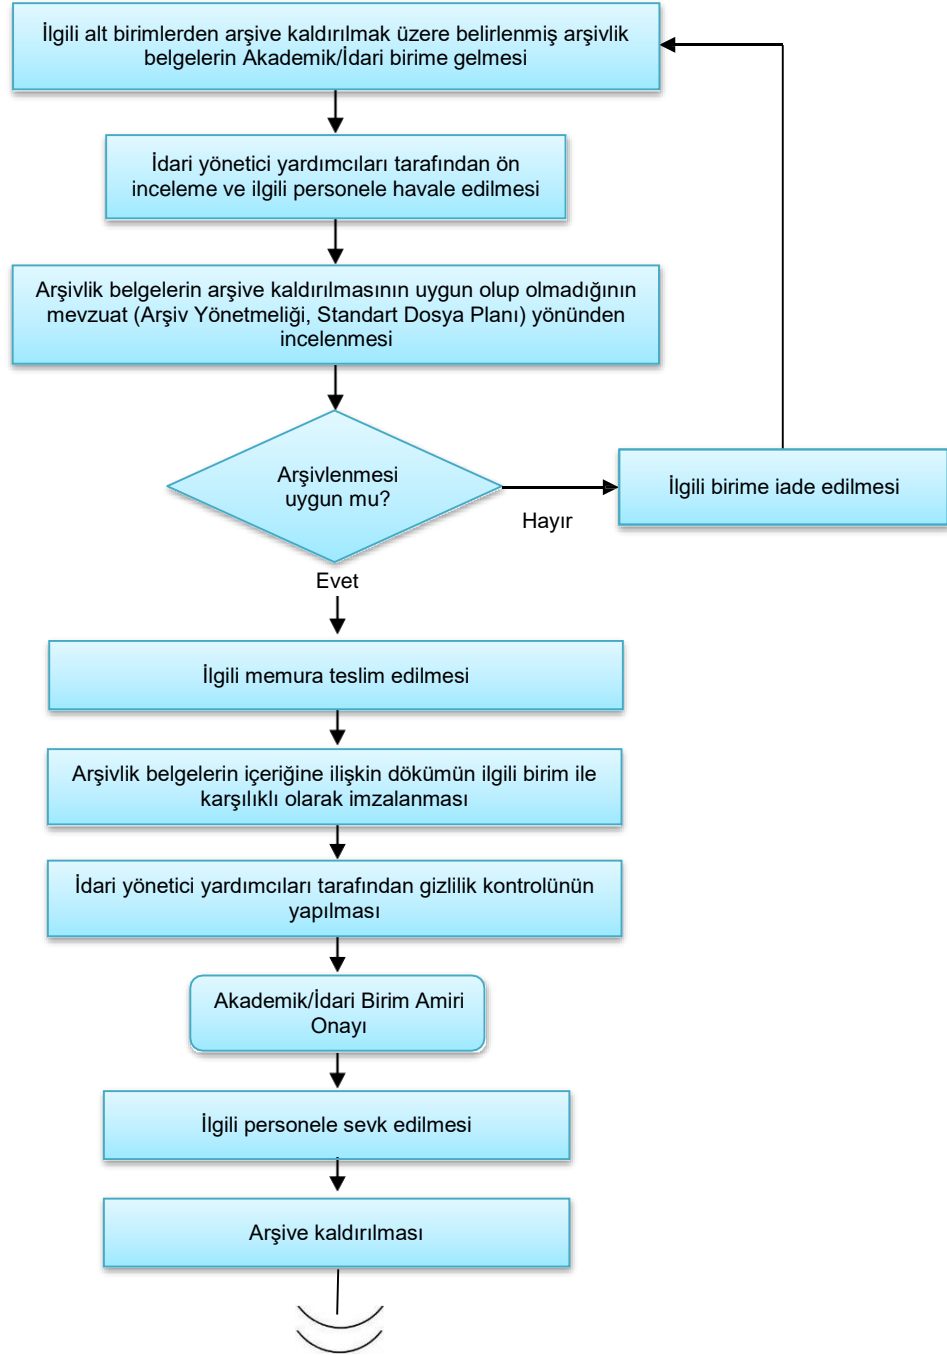 İlgili alt birimlerden arşive kaldırılmak üzere belirlenmiş arşivlik
belgelerin Akademik/İdari birime gelmesi
İdari yönetici yardımcıları tarafından ön
inceleme ve ilgili personele havale edilmesi
Arşivlik belgelerin arşive kaldırılmasının uygun olup olmadığının
mevzuat (Arşiv Yönetmeliği, Standart Dosya Planı) yönünden
incelenmesi
Arşivlenmesi
uygun mu?
Hayır
İlgili birime iade edilmesi
Evet
İlgili memura teslim edilmesi
Arşivlik belgelerin içeriğine ilişkin dökümün ilgili birim ile
karşılıklı olarak imzalanması
İdari yönetici yardımcıları tarafından gizlilik kontrolünün
yapılması
Akademik/İdari Birim Amiri
Onayı
İlgili personele sevk edilmesi
Arşive kaldırılması